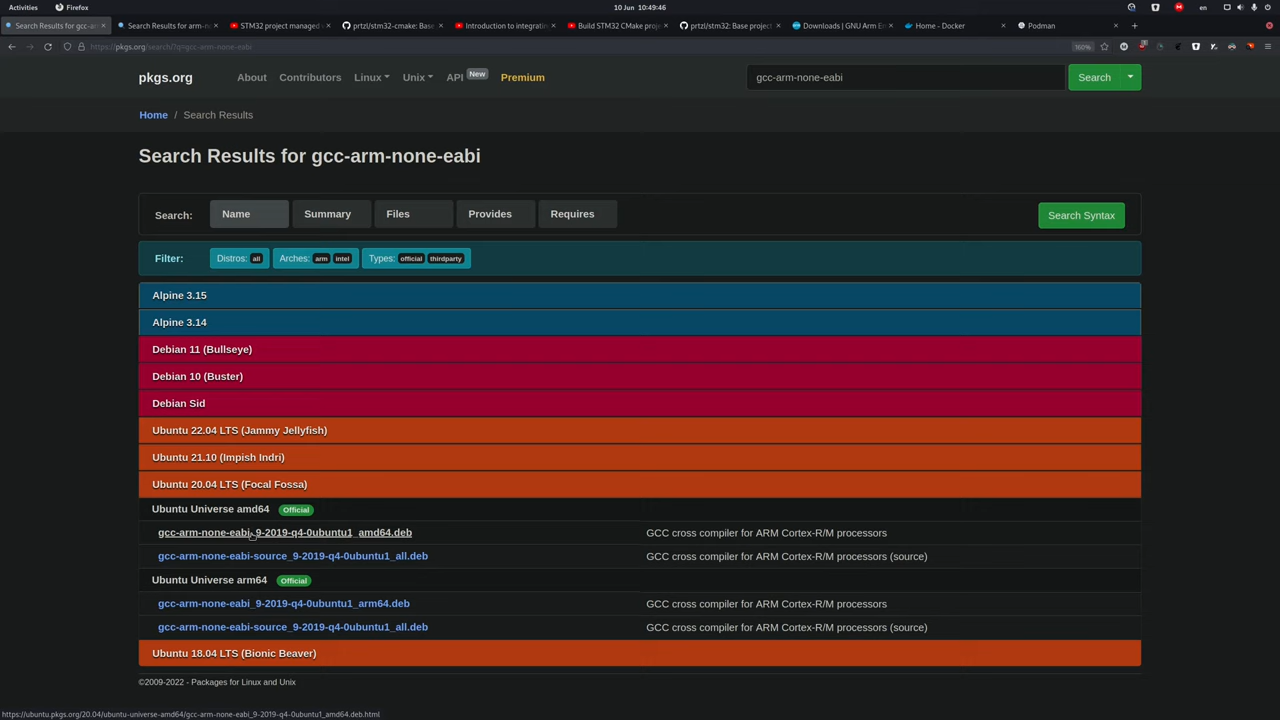 Activities Firefox 10 Jun 10:49:46 en
Search Results for gcc-ar Search Results for arm-no STM32 project managed v prtzl/stm32-cmake: Base Introduction to integratin Build STM32 CMake proj prtzl/stm32: Base project Downloads | GNU Arm E Home - Docker Podman
https://pkgs.org/search/?q=gcc-arm-none-eabi 160%
pkgs.org About Contributors Linux Unix API New Premium gcc-arm-none-eabi Search
Home / Search Results
Search Results for gcc-arm-none-eabi
Search: Name Summary Files Provides Requires Search Syntax
Filter: Distros: all Arches: arm intel Types: official thirdparty
Alpine 3.15
Alpine 3.14
Debian 11 (Bullseye)
Debian 10 (Buster)
Debian Sid
Ubuntu 22.04 LTS (Jammy Jellyfish)
Ubuntu 21.10 (Impish Indri)
Ubuntu 20.04 LTS (Focal Fossa)
Ubuntu Universe amd64 Official
gcc-arm-none-eabi_9-2019-q4-0ubuntu1_amd64.deb GCC cross compiler for ARM Cortex-R/M processors
gcc-arm-none-eabi-source_9-2019-q4-0ubuntu1_all.deb GCC cross compiler for ARM Cortex-R/M processors (source)
Ubuntu Universe arm64 Official
gcc-arm-none-eabi_9-2019-q4-0ubuntu1_arm64.deb GCC cross compiler for ARM Cortex-R/M processors
gcc-arm-none-eabi-source_9-2019-q4-0ubuntu1_all.deb GCC cross compiler for ARM Cortex-R/M processors (source)
Ubuntu 18.04 LTS (Bionic Beaver)
©2009-2022 - Packages for Linux and Unix
https://ubuntu.pkgs.org/20.04/ubuntu-universe-amd64/gcc-arm-none-eabi_9-2019-q4-0ubuntu1_amd64.deb.html